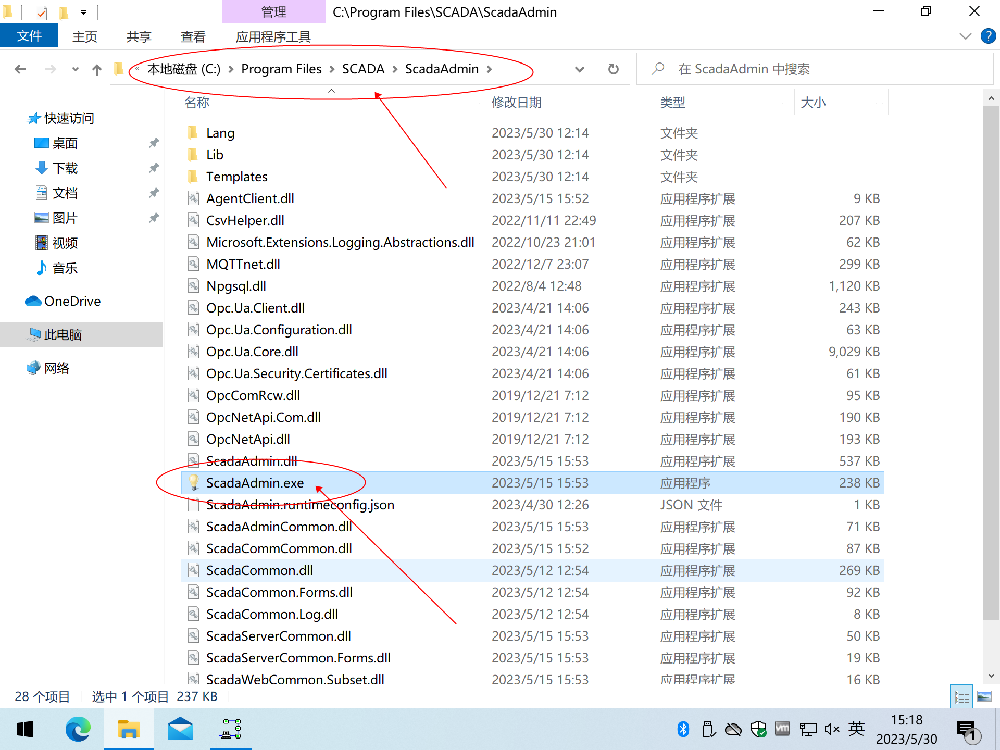 管理
C:\Program Files\SCADA\ScadaAdmin
文件 主页 共享 查看 应用程序工具
« 本地磁盘 (C:) Program Files SCADA ScadaAdmin
在 ScadaAdmin 中搜索
名称 修改日期 类型 大小
快速访问
桌面
下载
文档
图片
视频
音乐
OneDrive
此电脑
网络
Lang 2023/5/30 12:14 文件夹
Lib 2023/5/30 12:14 文件夹
Templates 2023/5/30 12:14 文件夹
AgentClient.dll 2023/5/15 15:52 应用程序扩展 9 KB
CsvHelper.dll 2022/11/11 22:49 应用程序扩展 207 KB
Microsoft.Extensions.Logging.Abstractions.dll 2022/10/23 21:01 应用程序扩展 62 KB
MQTTnet.dll 2022/12/7 23:07 应用程序扩展 299 KB
Npgsql.dll 2022/8/4 12:48 应用程序扩展 1,120 KB
Opc.Ua.Client.dll 2023/4/21 14:06 应用程序扩展 243 KB
Opc.Ua.Configuration.dll 2023/4/21 14:06 应用程序扩展 63 KB
Opc.Ua.Core.dll 2023/4/21 14:06 应用程序扩展 9,029 KB
Opc.Ua.Security.Certificates.dll 2023/4/21 14:06 应用程序扩展 61 KB
OpcComRcw.dll 2019/12/21 7:12 应用程序扩展 95 KB
OpcNetApi.Com.dll 2019/12/21 7:12 应用程序扩展 190 KB
OpcNetApi.dll 2019/12/21 7:12 应用程序扩展 193 KB
ScadaAdmin.dll 2023/5/15 15:53 应用程序扩展 537 KB
ScadaAdmin.exe 2023/5/15 15:53 应用程序 238 KB
ScadaAdmin.runtimeconfig.json 2023/4/30 12:26 JSON 文件 1 KB
ScadaAdminCommon.dll 2023/5/15 15:53 应用程序扩展 71 KB
ScadaCommCommon.dll 2023/5/15 15:52 应用程序扩展 87 KB
ScadaCommon.dll 2023/5/12 12:54 应用程序扩展 269 KB
ScadaCommon.Forms.dll 2023/5/12 12:54 应用程序扩展 92 KB
ScadaCommon.Log.dll 2023/5/12 12:54 应用程序扩展 8 KB
ScadaServerCommon.dll 2023/5/15 15:53 应用程序扩展 50 KB
ScadaServerCommon.Forms.dll 2023/5/15 15:53 应用程序扩展 19 KB
ScadaWebCommon.Subset.dll 2023/5/15 15:53 应用程序扩展 16 KB
28 个项目 选中 1 个项目 237 KB
vm 英 15:18
2023/5/30
1